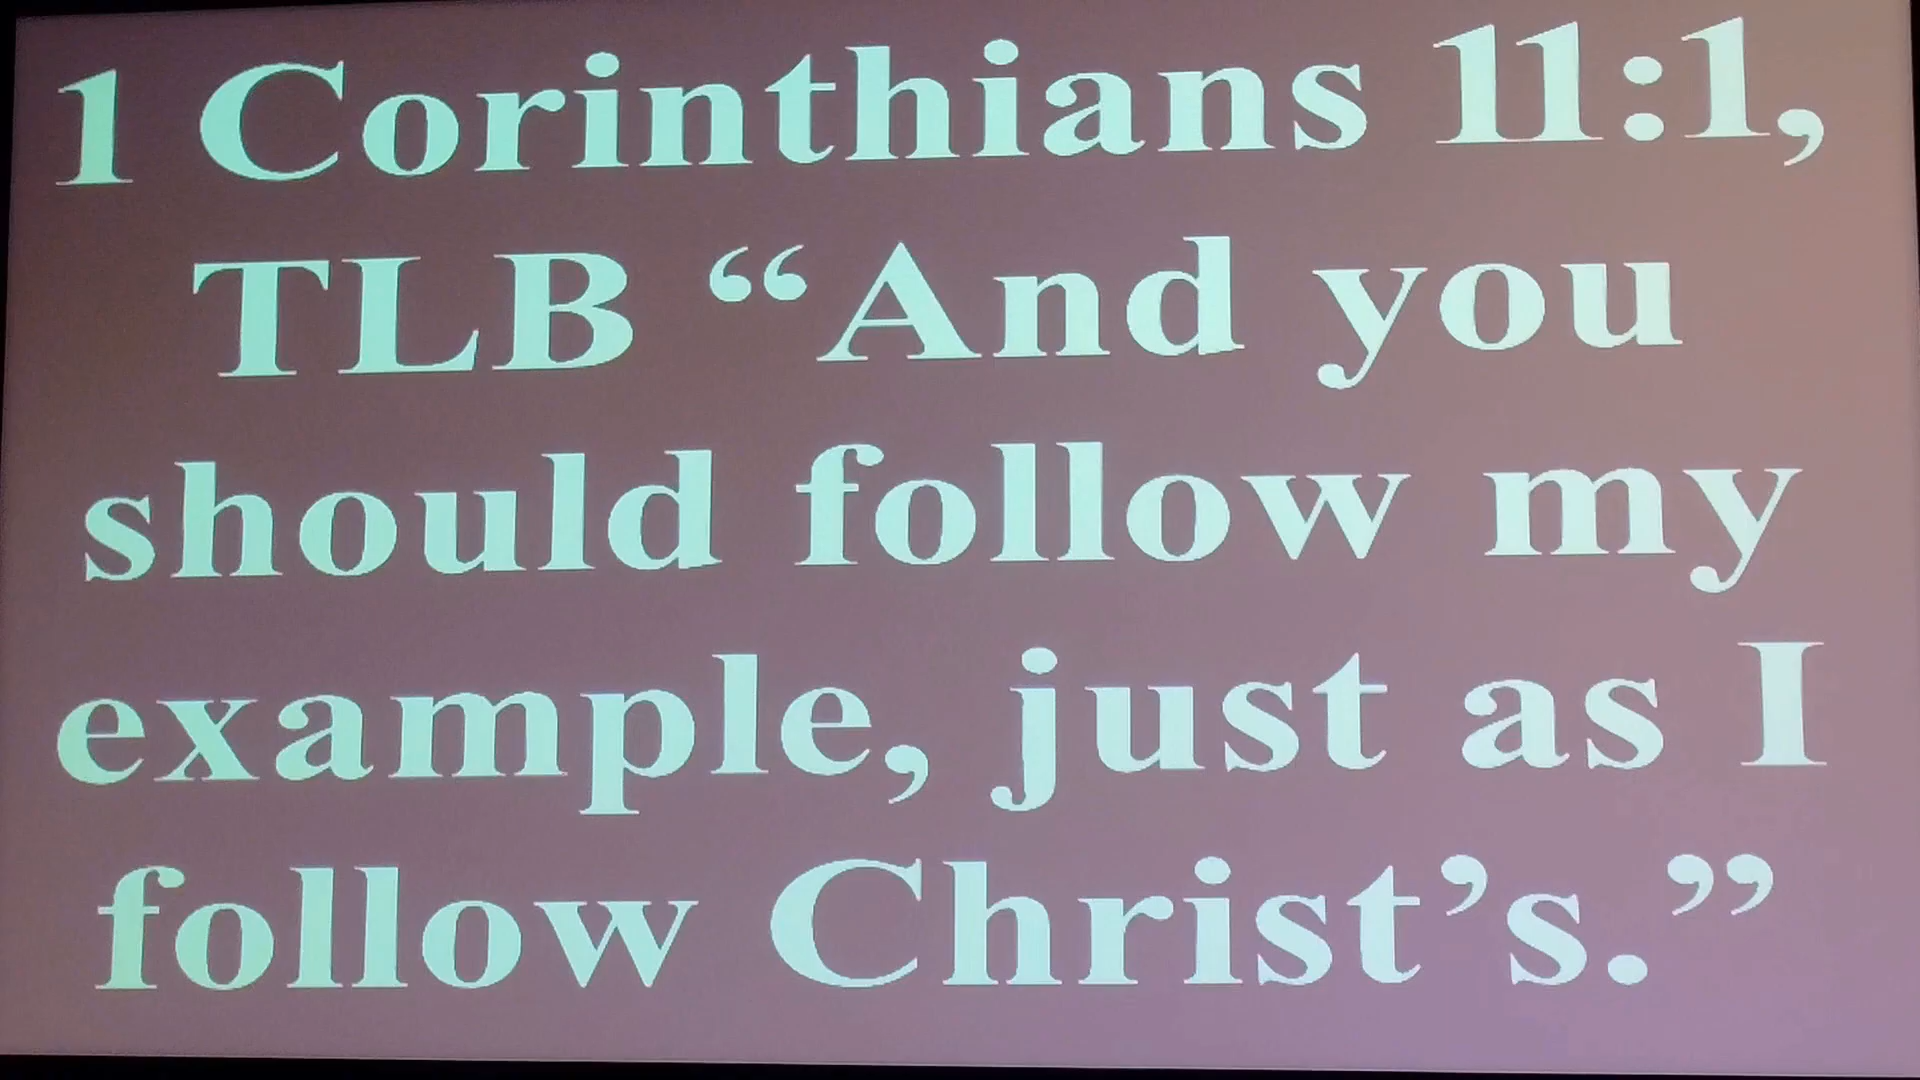 1 Corinthians 11:1,
TLB “And you
should follow my
example, just as I
follow Christ’s.”